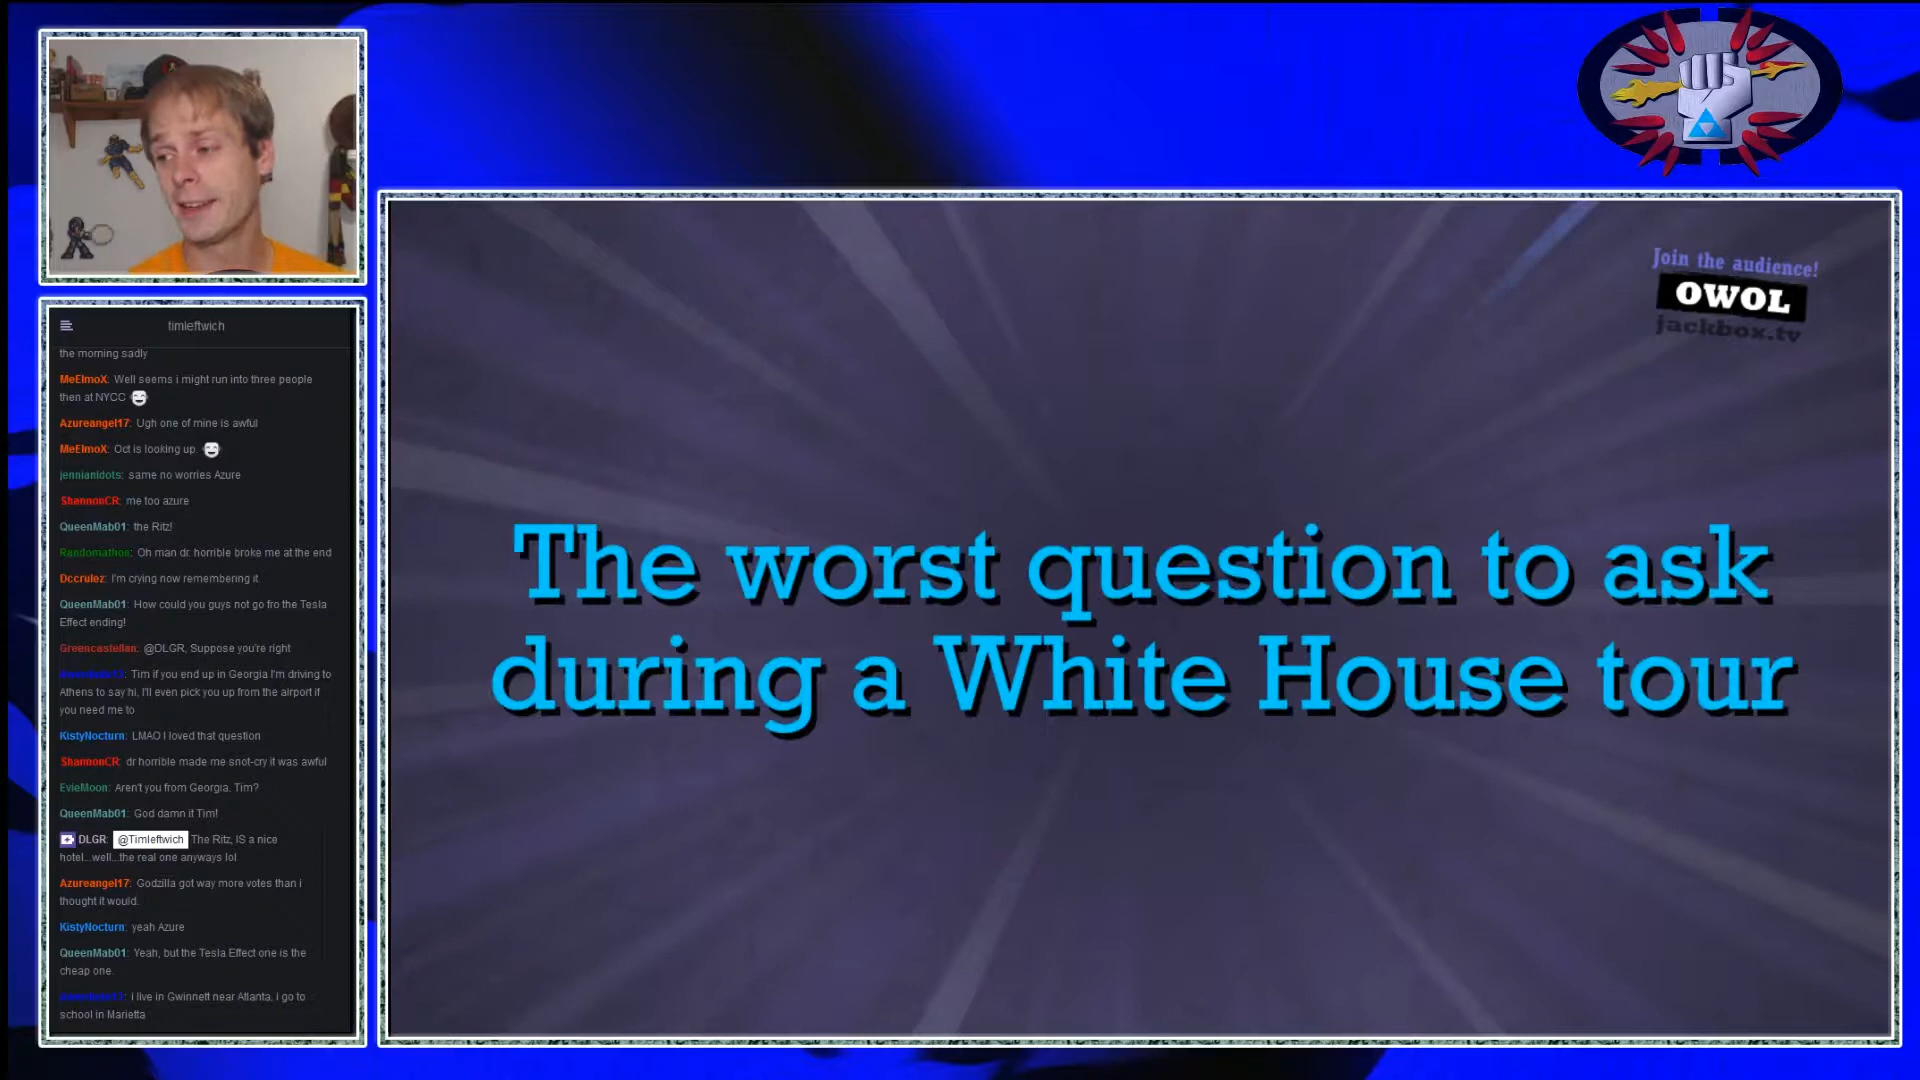 timleftwich
the morning sadly
MeElmoX: Well seems i might run into three people
then at NYCC
Azureangel17: Ugh one of mine is awful
MeElmoX: Oct is looking up.
jennianidots: same no worries Azure
ShannonCR: me too azure
QueenMab01: the Ritz!
Randomathon: Oh man dr. horrible broke me at the end
Dccrulez: I'm crying now remembering it
QueenMab01: How could you guys not go fro the Tesla
Effect ending!
Greencastellan: @DLGR, Suppose you're right
Tim if you end up in Georgia I'm driving to
Athens to say hi, I'll even pick you up from the airport if
you need me to
KistyNocturn: LMAO I loved that question
ShannonCR: dr horrible made me snot-cry it was awful
EvieMoon: Aren't you from Georgia. Tim?
QueenMab01: God damn it Tim!
DLGR: @Timleftwich The Ritz, IS a nice
hotel...well...the real one anyways lol
Azureangel17: Godzilla got way more votes than i
thought it would.
KistyNocturn: yeah Azure
QueenMab01: Yeah, but the Tesla Effect one is the
cheap one.
i live in Gwinnett near Atlanta, i go to
school in Marietta
Join the audience!
OWOL
jackbox.tv
The worst question to ask
during a White House tour